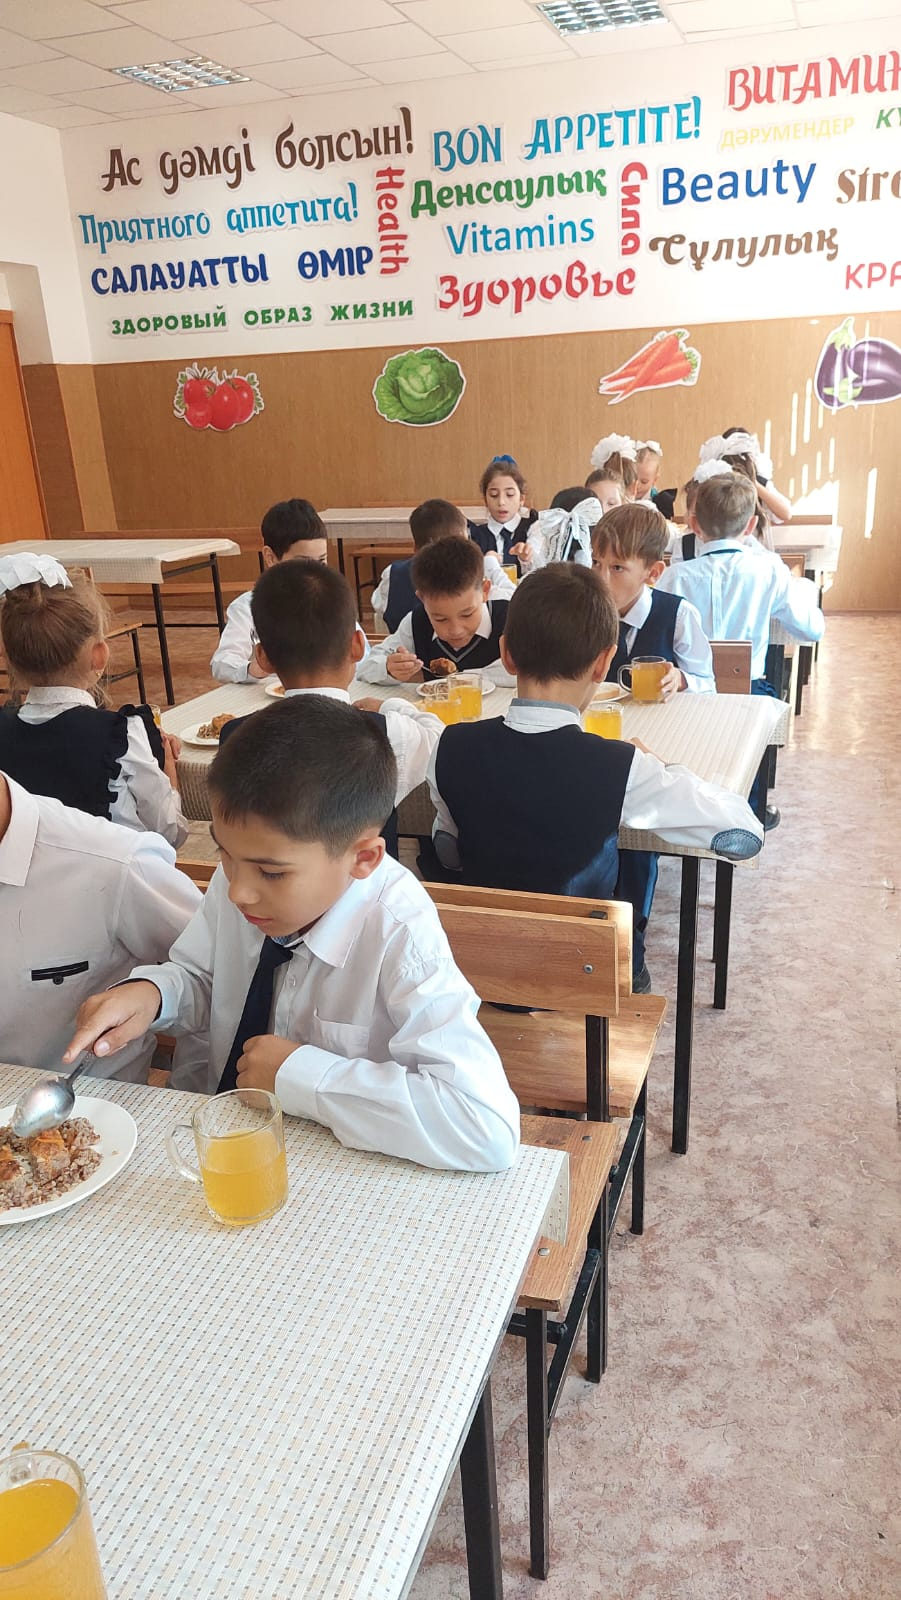 Ас дәмді болсын!
Приятного аппетита!
САЛАУАТТЫ ӨМІР
ЗДОРОВЫЙ ОБРАЗ ЖИЗНИ
Health
BON APPETITE!
Денсаулық
Vitamins
Здоровье
Сила
ДӘРУМЕНДЕР
Beauty
Сұлулық